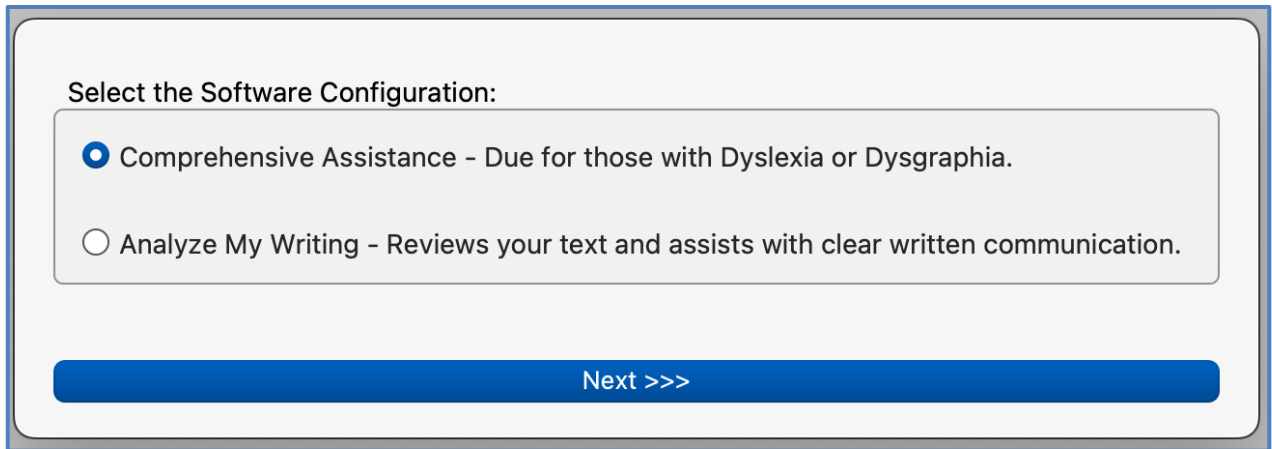 Select the Software Configuration:
Comprehensive Assistance - Due for those with Dyslexia or Dysgraphia.
Analyze My Writing - Reviews your text and assists with clear written communication.
Next >>>